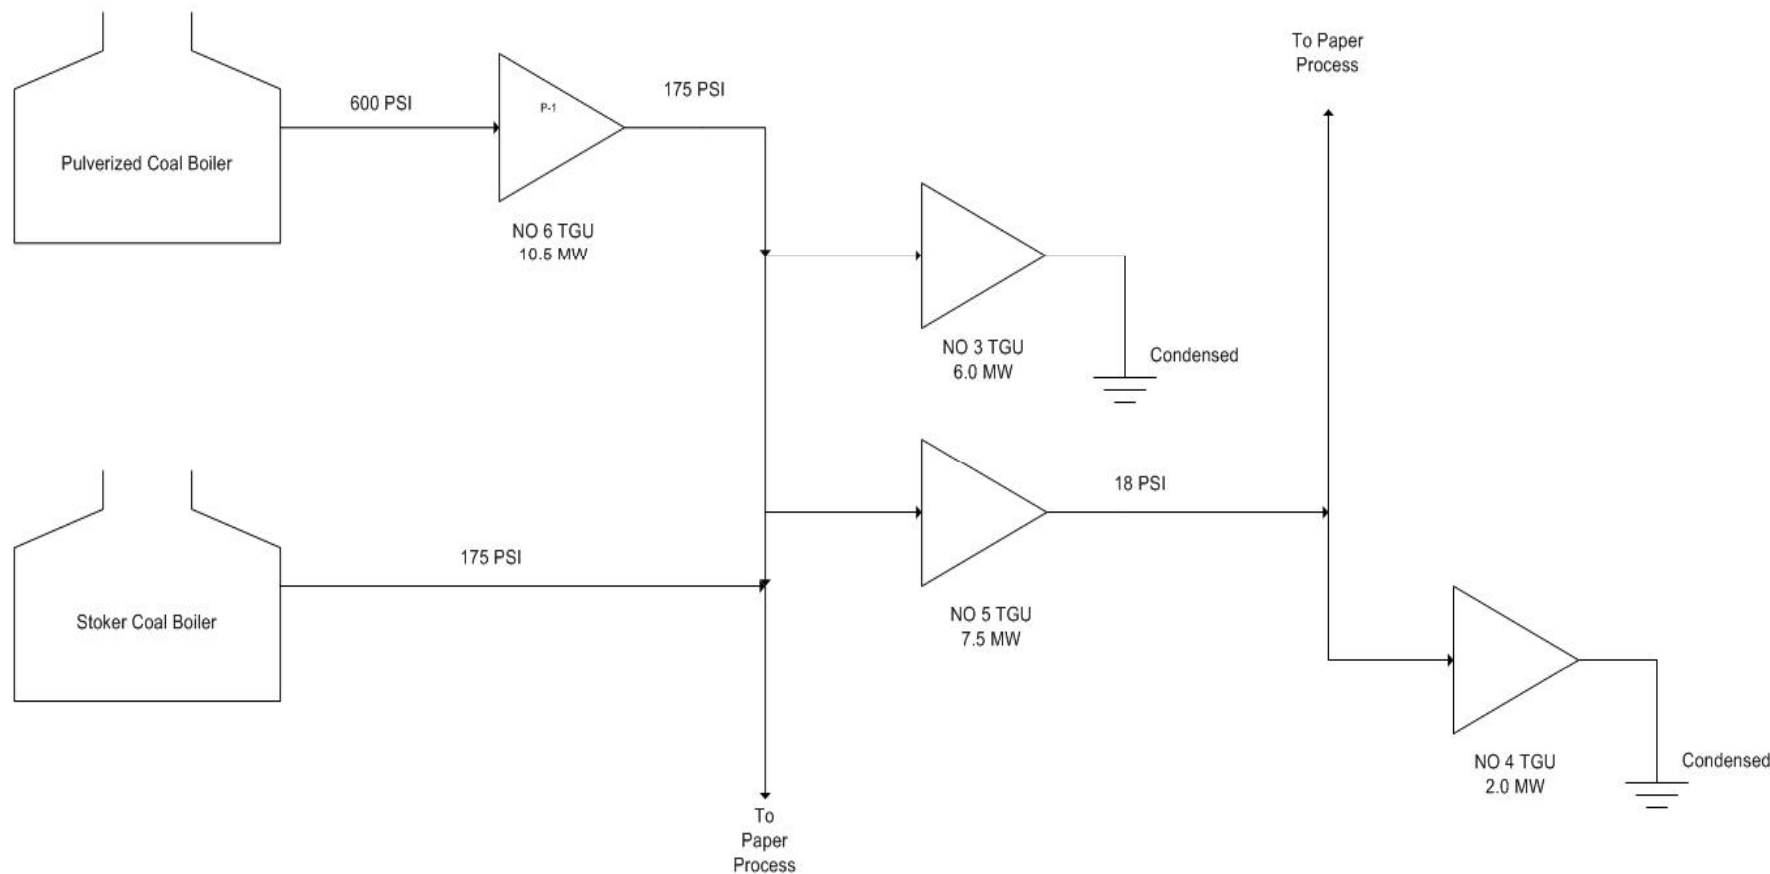 To Paper
Process
600 PSI
175 PSI
P-1
Pulverized Coal Boiler
NO 6 TGU
10.5 MW
NO 3 TGU
6.0 MW
Condensed
18 PSI
175 PSI
Stoker Coal Boiler
NO 5 TGU
7.5 MW
NO 4 TGU
2.0 MW
Condensed
To
Paper
Process